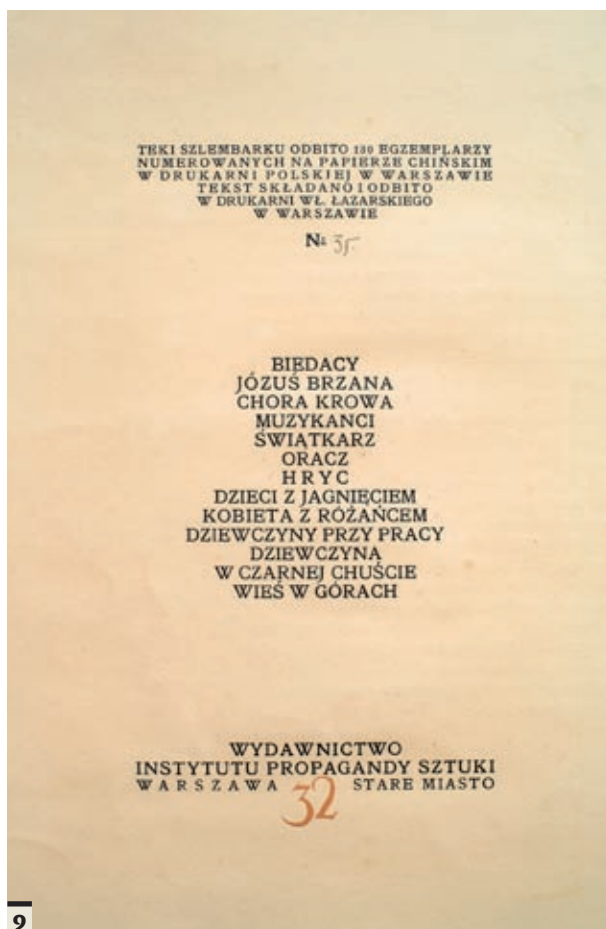 TEKI SZLEMBARKU ODBITO 180 EGZEMPLARZY
NUMEROWANYCH NA PAPIERZE CHIŃSKIM
W DRUKARNI POLSKIEJ W WARSZAWIE
TEKST SKŁADANO I ODBITO
W DRUKARNI WŁ. ŁAZARSKIEGO
W WARSZAWIE
№ 35
BIEDACY
JÓZUŚ BRZANA
CHORA KROWA
MUZYKANCI
ŚWIĄTKARZ
ORACZ
HRYC
DZIECI Z JAGNIĘCIEM
KOBIETA Z RÓŻAŃCEM
DZIEWCZYNY PRZY PRACY
DZIEWCZYNA
W CZARNEJ CHUŚCIE
WIEŚ W GÓRACH
WYDAWNICTWO
INSTYTUTU PROPAGANDY SZTUKI
WARSZAWA 32 STARE MIASTO
9